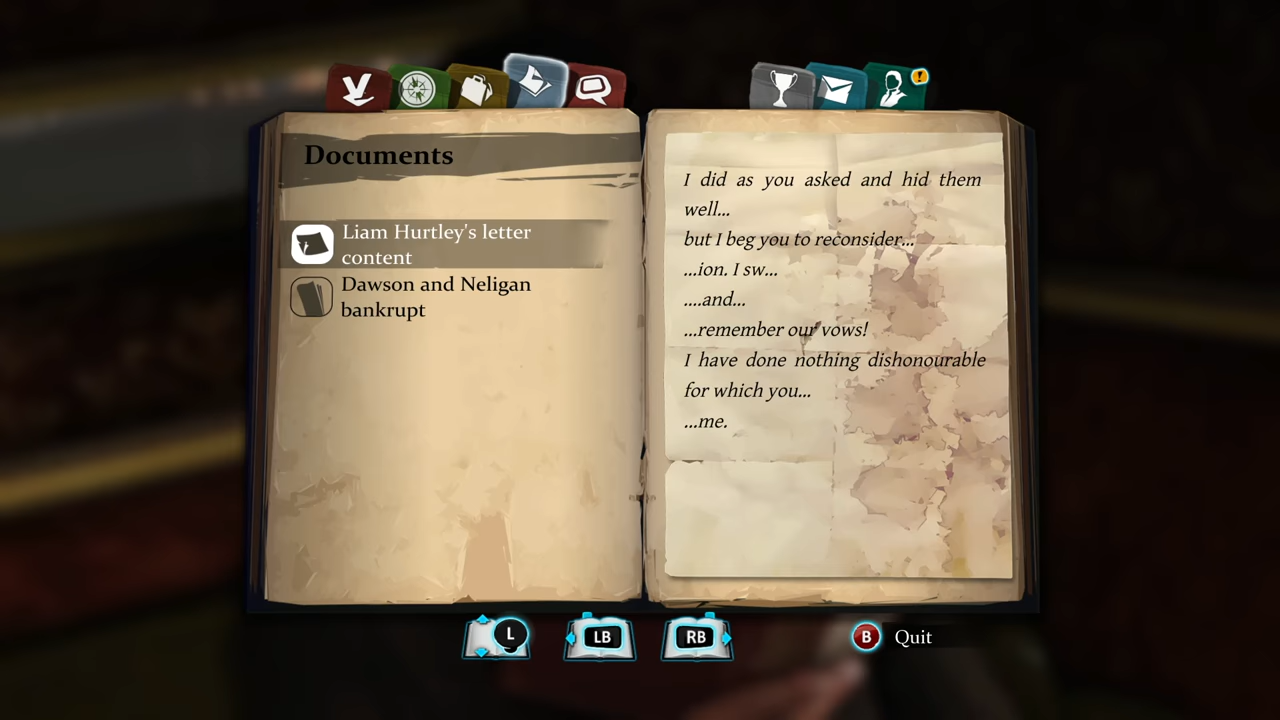 Documents
Liam Hurtley's letter
content
Dawson and Neligan
bankrupt
I did as you asked and hid them
well...
but I beg you to reconsider...
...ion. I sw...
....and...
...remember our vows!
I have done nothing dishonourable
for which you...
...me.
L
LB
RB
B Quit